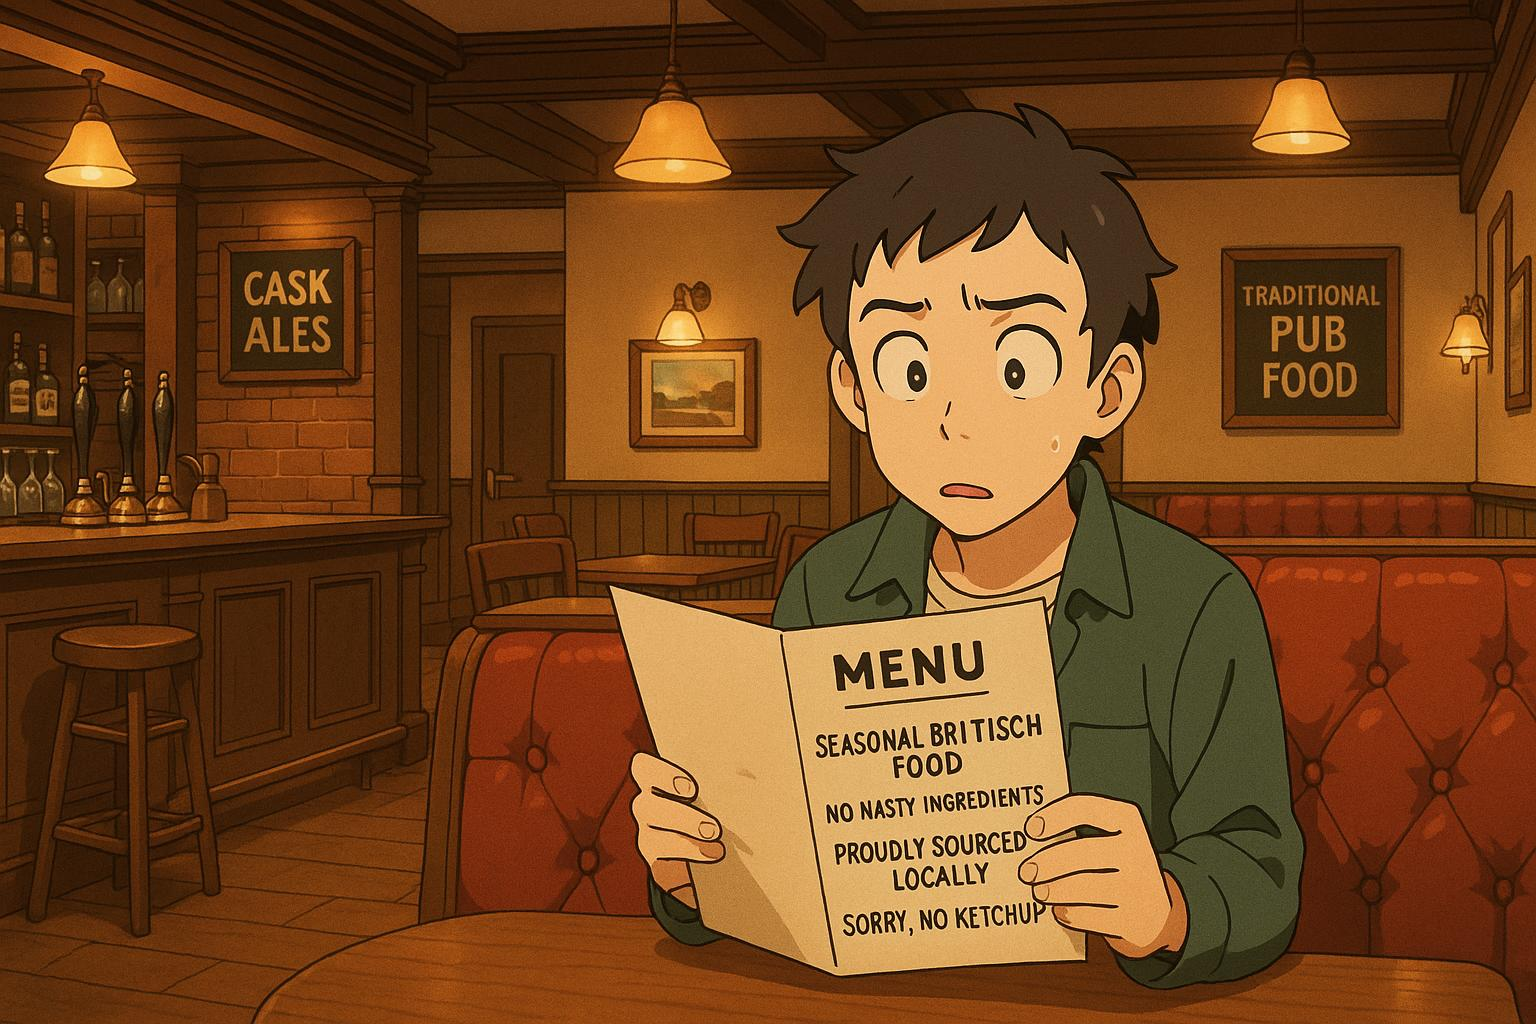 CASK
ALES
TRADITIONAL
PUB
FOOD
MENU
SEASONAL BRITISCH
FOOD
NO NASTY INGREDIENTS
PROUDLY SOURCED
LOCALLY
SORRY, NO KETCHUP